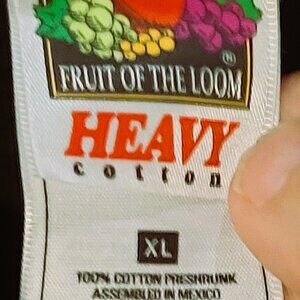 FRUIT OF THE LOOM
®
HEAVY
cotton
XL
100% COTTON PRESHRUNK
ASSEMBLED IN MEXICO